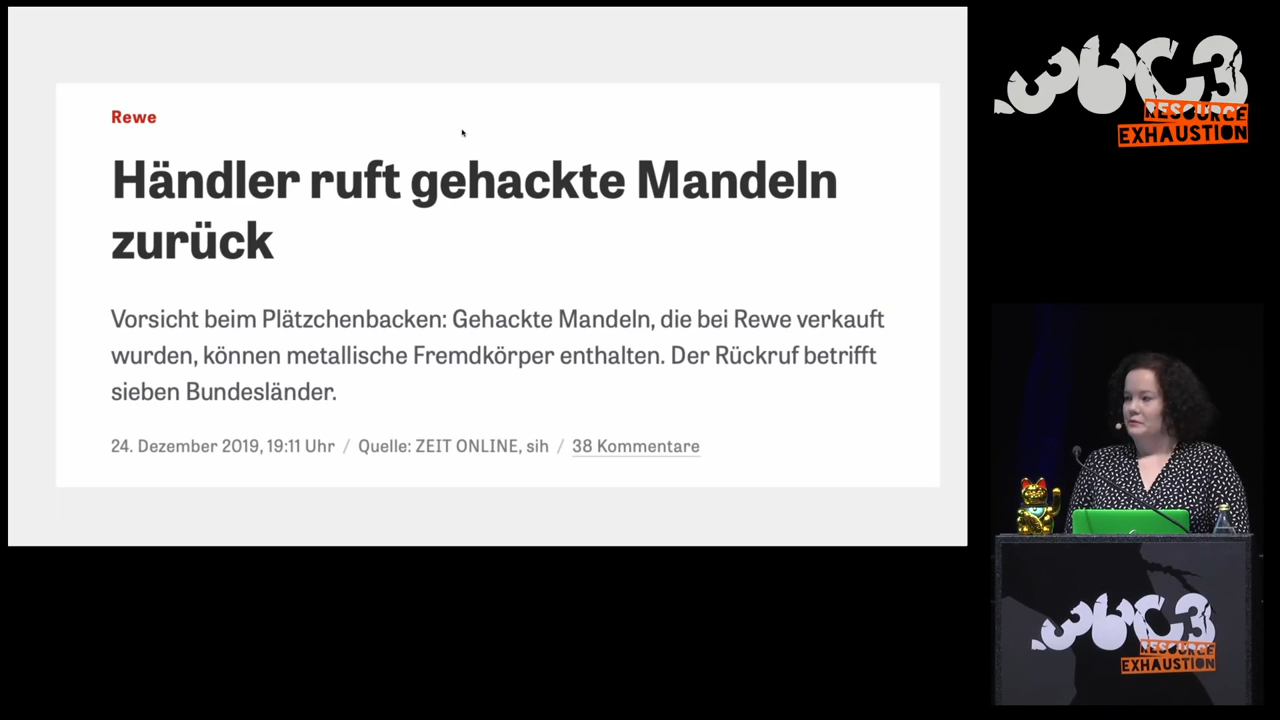 Rewe
Händler ruft gehackte Mandeln
zurück
Vorsicht beim Plätzchenbacken: Gehackte Mandeln, die bei Rewe verkauft
wurden, können metallische Fremdkörper enthalten. Der Rückruf betrifft
sieben Bundesländer.
24. Dezember 2019, 19:11 Uhr / Quelle: ZEIT ONLINE, sih / 38 Kommentare
36C3
RESOURCE
EXHAUSTION
36C3
RESOURCE
EXHAUSTION